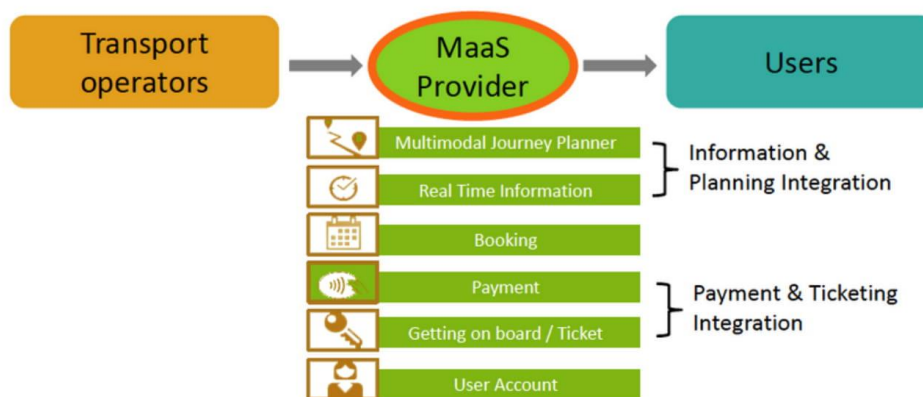 Transport
operators
MaaS
Provider
Users
Multimodal Journey Planner
Real Time Information
Information &
Planning Integration
Booking
Payment
Getting on board / Ticket
Payment & Ticketing
Integration
User Account